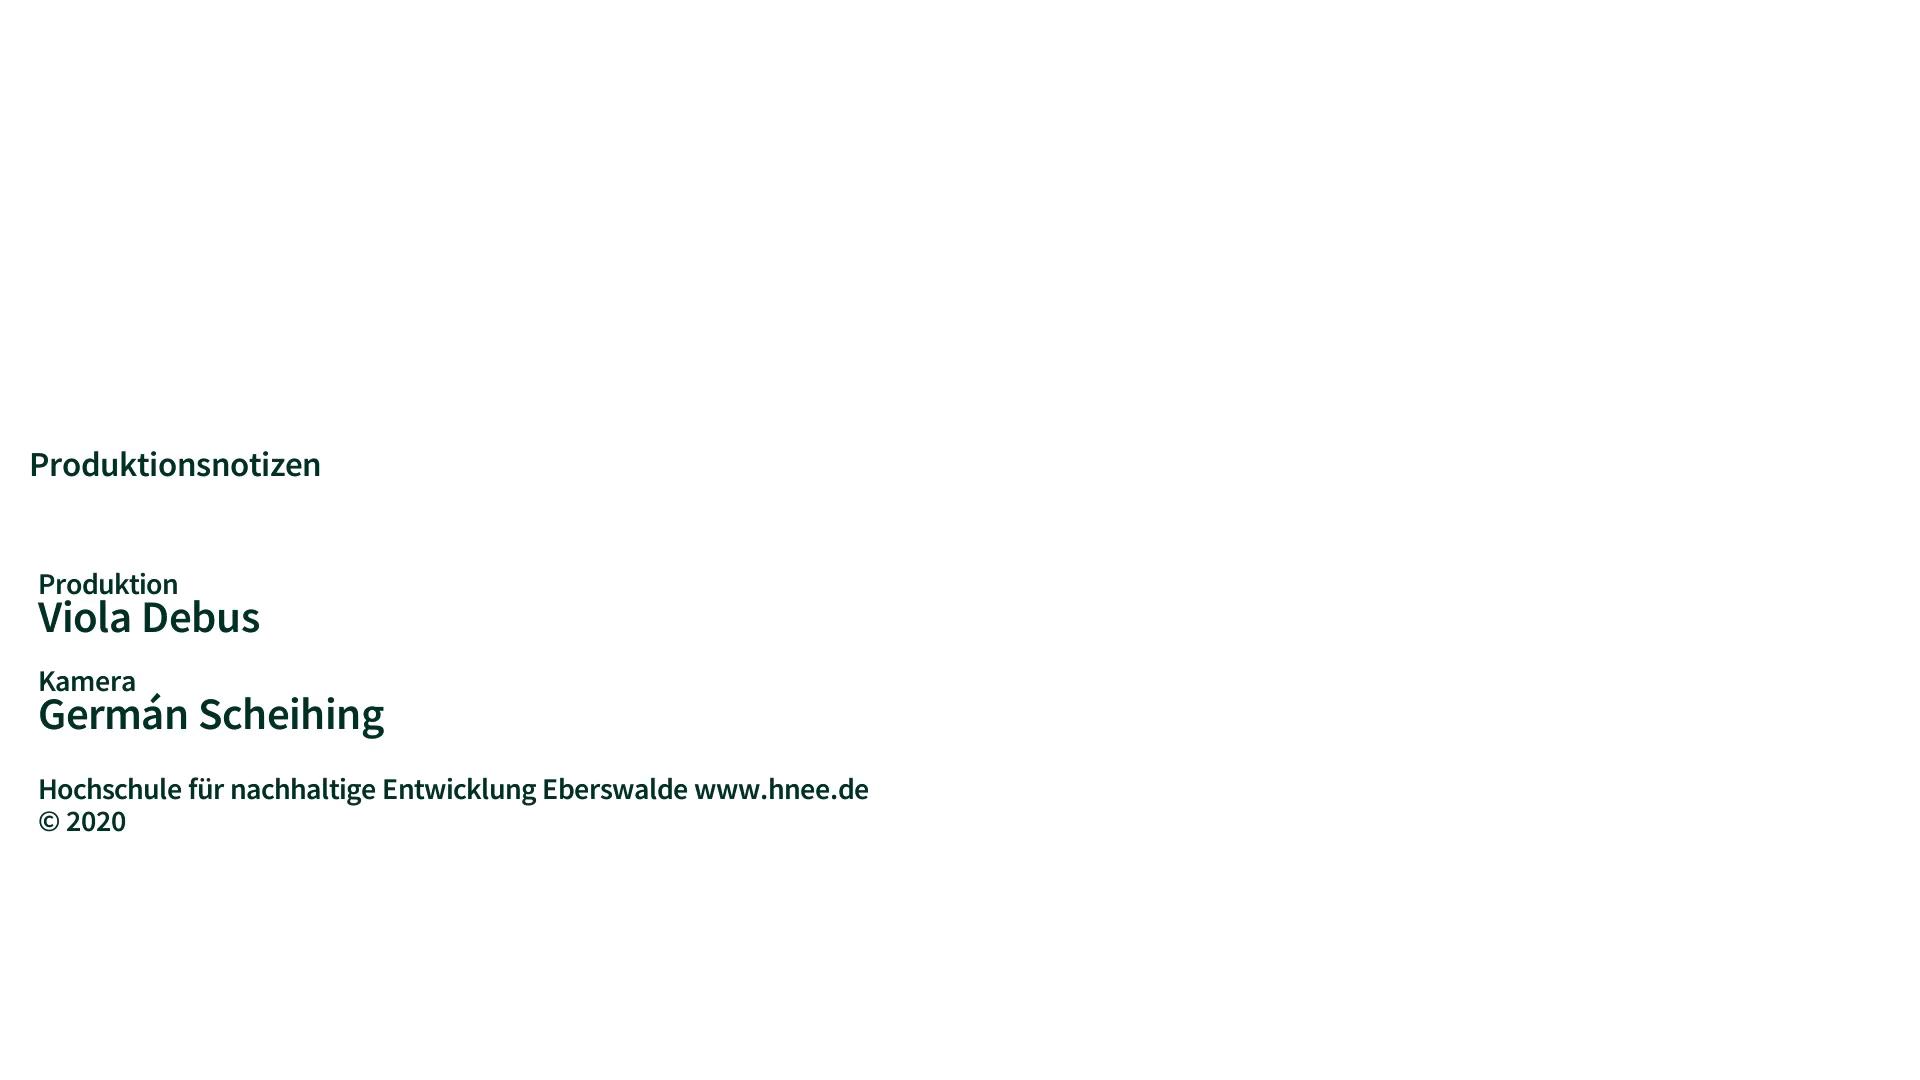 Produktionsnotizen
Produktion
Viola Debus
Kamera
Germán Scheihing
Hochschule für nachhaltige Entwicklung Eberswalde www.hnee.de
© 2020